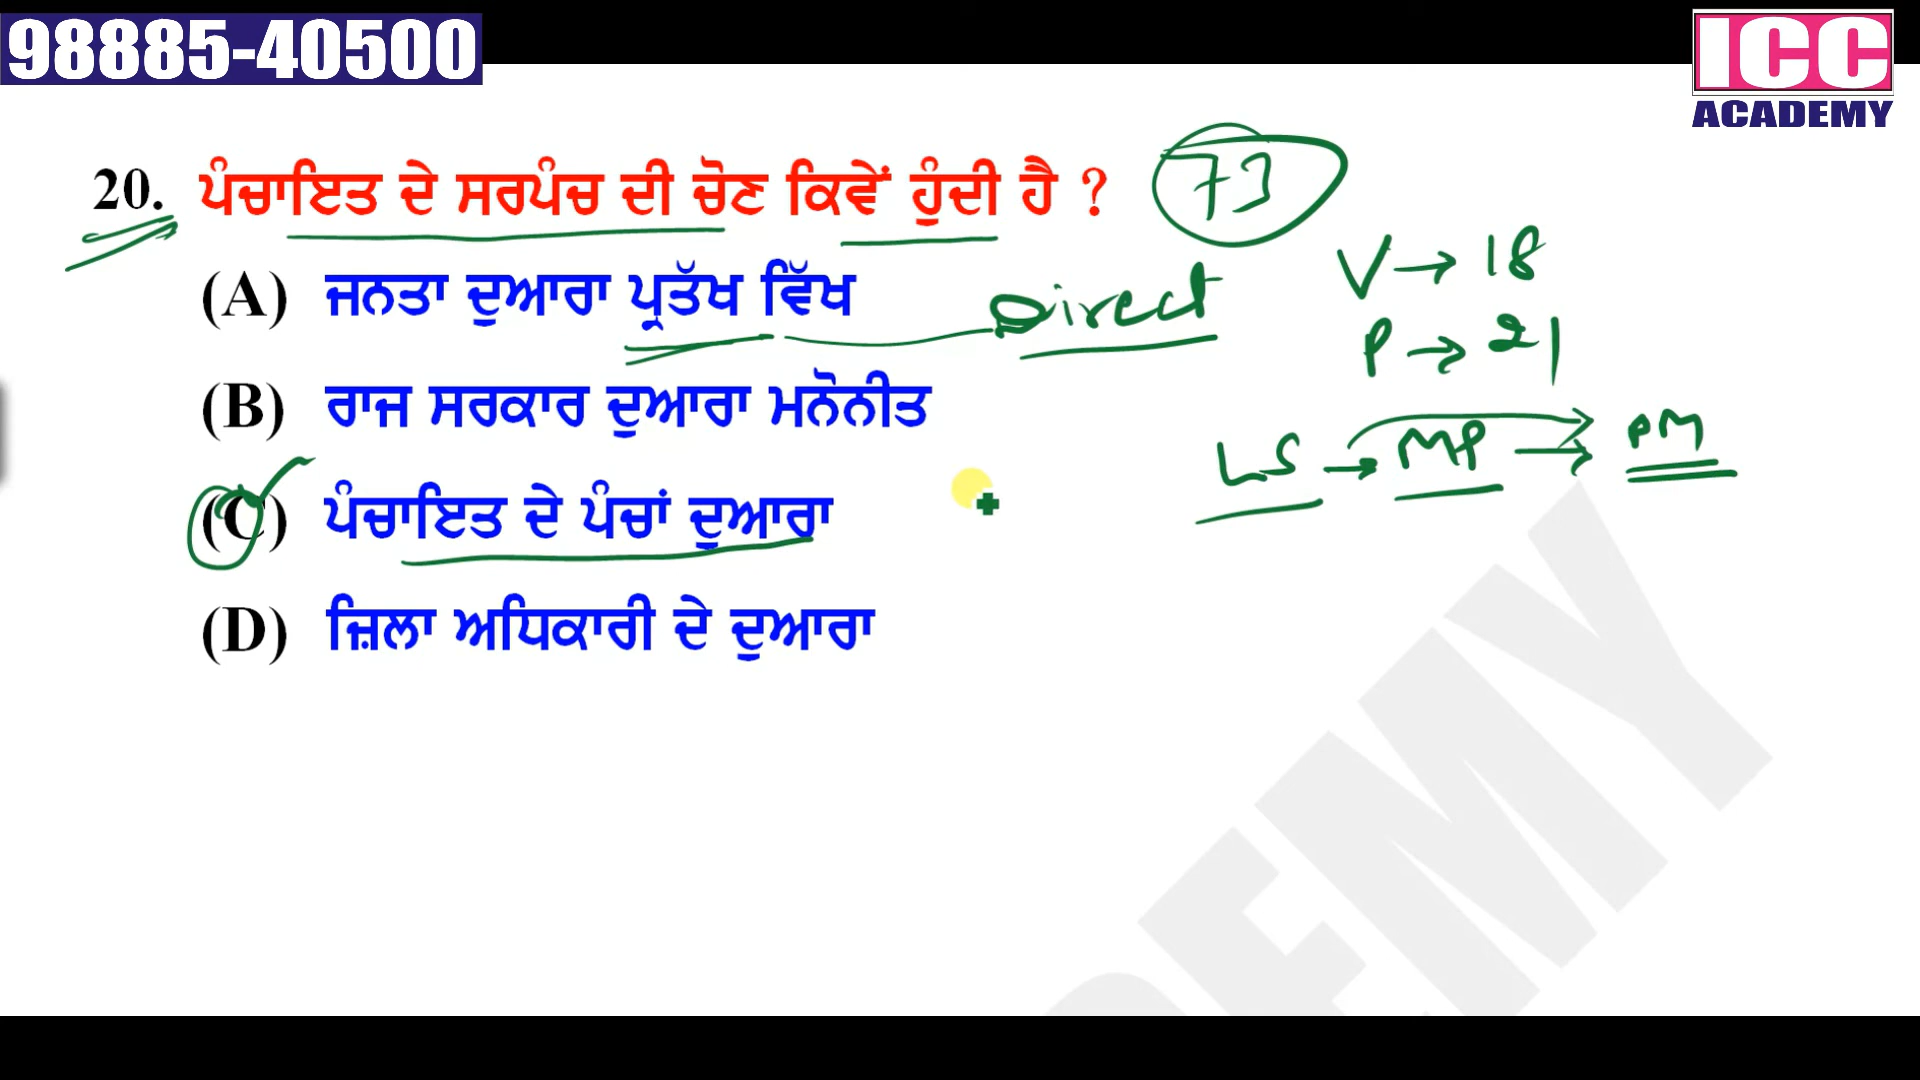 98885-40500
ICC
ACADEMY
20. ਪੰਚਾਇਤ ਦੇ ਸਰਪੰਚ ਦੀ ਚੋਣ ਕਿਵੇਂ ਹੁੰਦੀ ਹੈ ?
73
V → 18
(A) ਜਨਤਾ ਦੁਆਰਾ ਪ੍ਰਤੱਖ ਵਿੱਖ
Direct
P → 21
(B) ਰਾਜ ਸਰਕਾਰ ਦੁਆਰਾ ਮਨੋਨੀਤ
LS → MP → PM
(C) ਪੰਚਾਇਤ ਦੇ ਪੰਚਾਂ ਦੁਆਰਾ
(D) ਜ਼ਿਲਾ ਅਧਿਕਾਰੀ ਦੇ ਦੁਆਰਾ
EMY